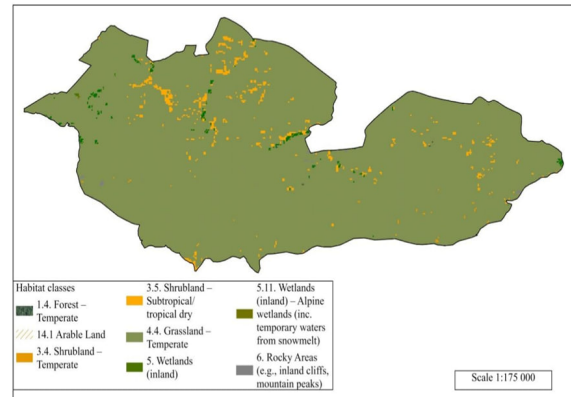 Habitat classes
1.4. Forest –
Temperate
14.1 Arable Land
3.4. Shrubland –
Temperate
3.5. Shrubland –
Subtropical/
tropical dry
4.4. Grassland –
Temperate
5. Wetlands
(inland)
5.11. Wetlands
(inland) – Alpine
wetlands (inc.
temporary waters
from snowmelt)
6. Rocky Areas
(e.g., inland cliffs,
mountain peaks)
Scale 1:175 000